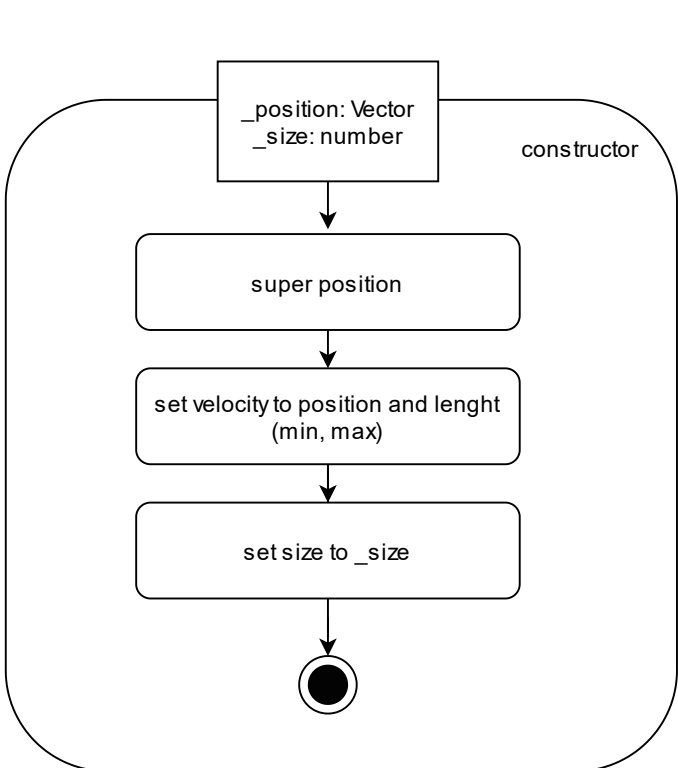 _position: Vector
_size: number
constructor
super position
set velocity to position and lenght
(min, max)
set size to _size